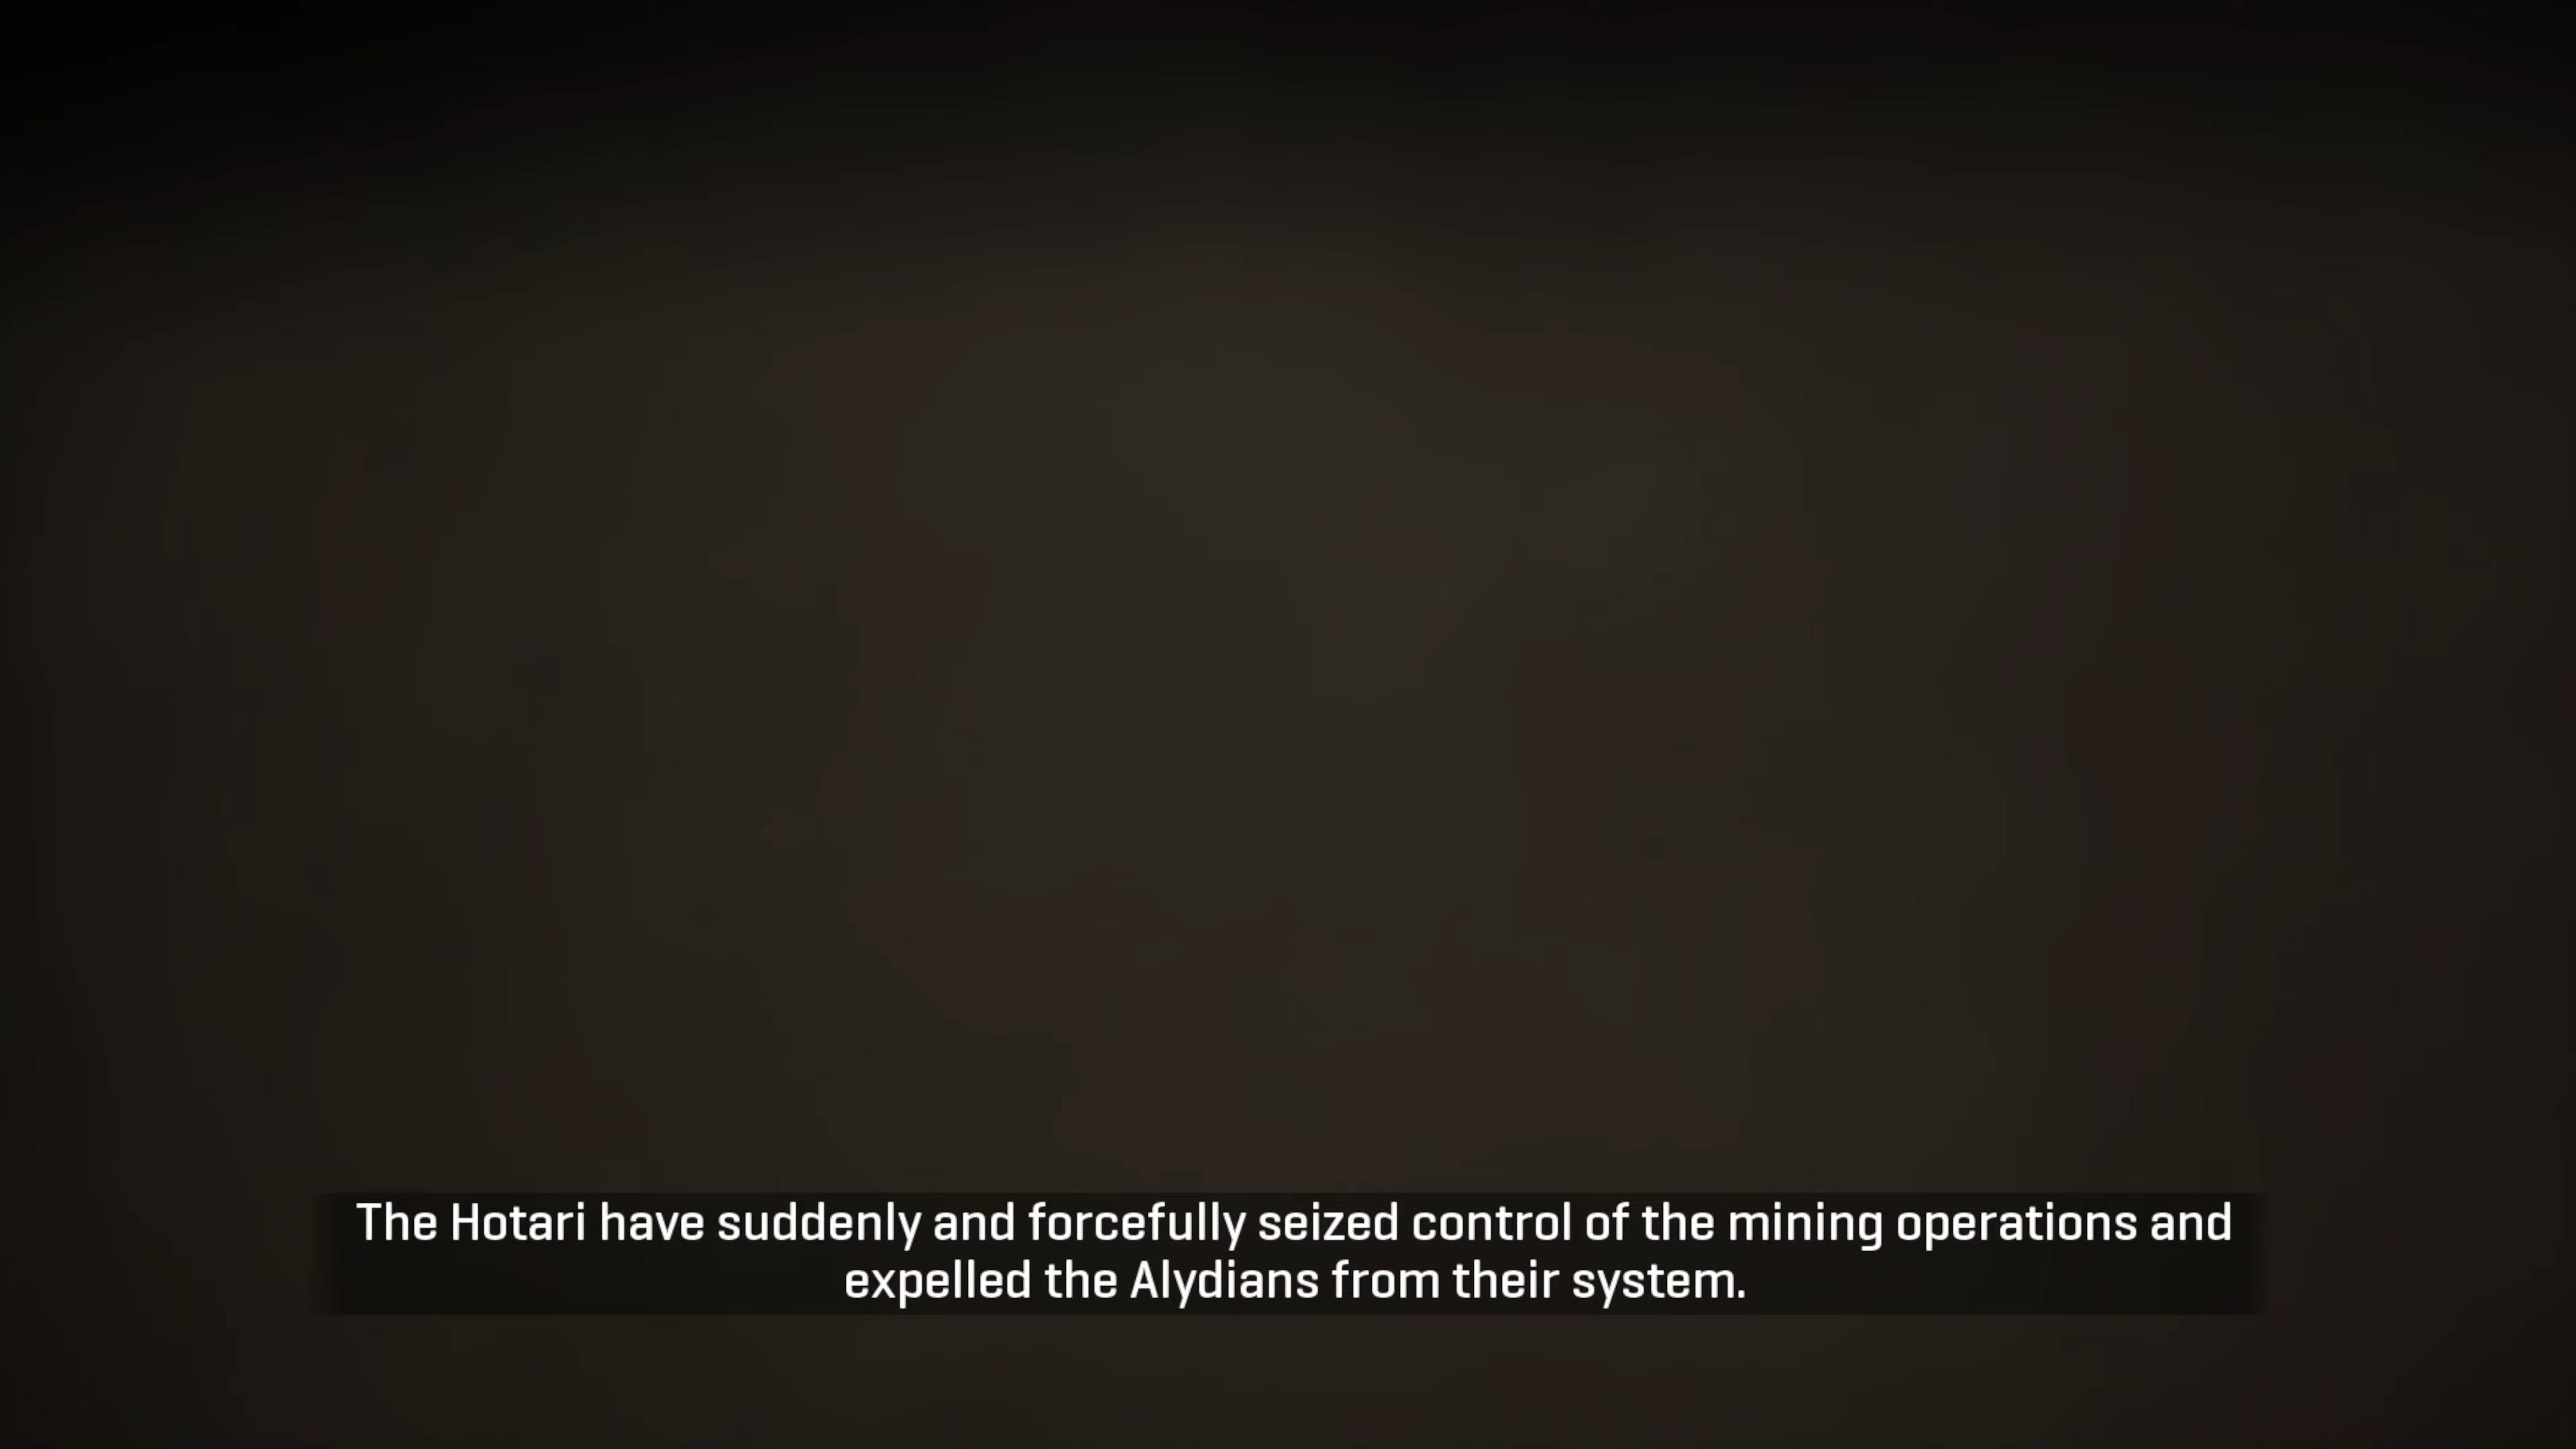 The Hotari have suddenly and forcefully seized control of the mining operations and
expelled the Alydians from their system.